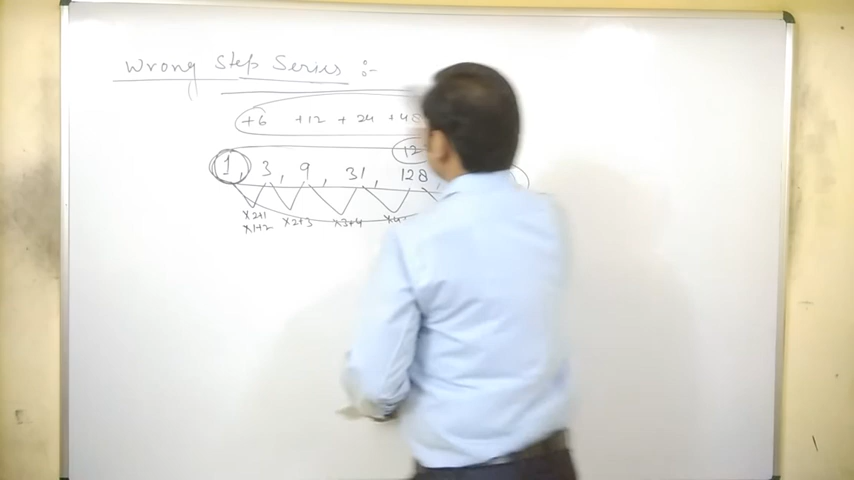 Wrong Step Series :-
+6 +12 + 24 + 48
12
1, 3, 9, 31, 128,
x2+1 x2+3 x3+4 x4
x1+2